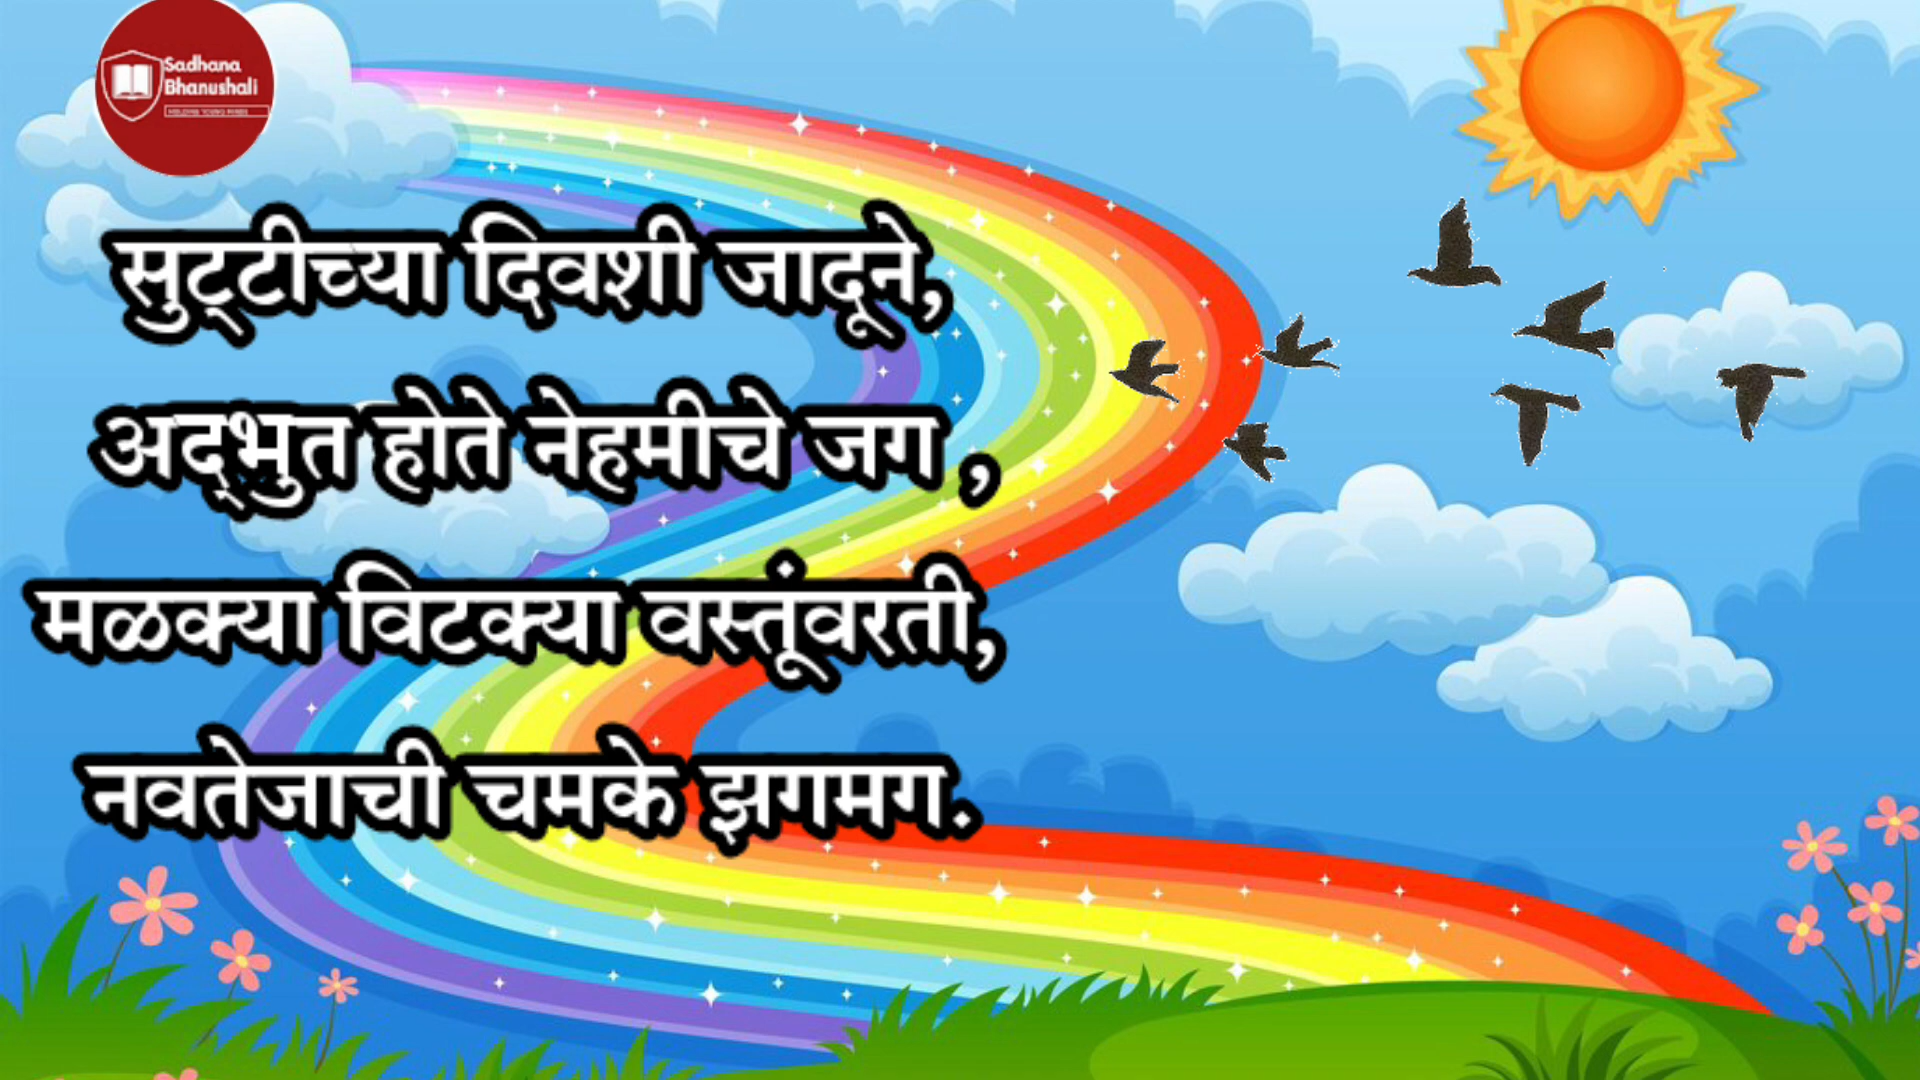 Sadhana
Bhanushali
सुट्टीच्या दिवशी जादूने,
अद्‌भुत होते नेहमीचे जग ,
मळक्या विटक्या वस्तूंवरती,
नवतेजाची चमके झगमग.